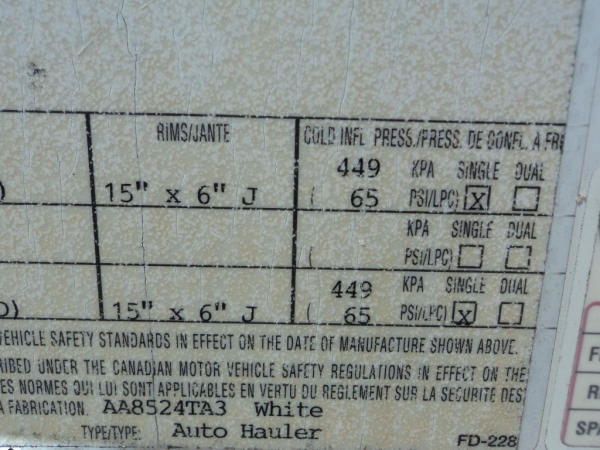 RIMS/JANTE COLD INFL PRESS./PRESS. DE GONFL. À FR
449 KPA SINGLE DUAL
) 15" x 6" J ( 65 PSI/LPC) X
KPA SINGLE DUAL
( PSI/LPC)
449 KPA SINGLE DUAL
D) 15" x 6" J ( 65 PSI/LPC) X
VEHICLE SAFETY STANDARDS IN EFFECT ON THE DATE OF MANUFACTURE SHOWN ABOVE.
RIBED UNDER THE CANADIAN MOTOR VEHICLE SAFETY REGULATIONS IN EFFECT ON THE
ES NORMES QUI LUI SONT APPLICABLES EN VERTU DU REGLEMENT SUR LA SECURITE DES
A FABRICATION. AA8524TA3 White
TYPE/TYPE: Auto Hauler FD-228
F
R
SPA